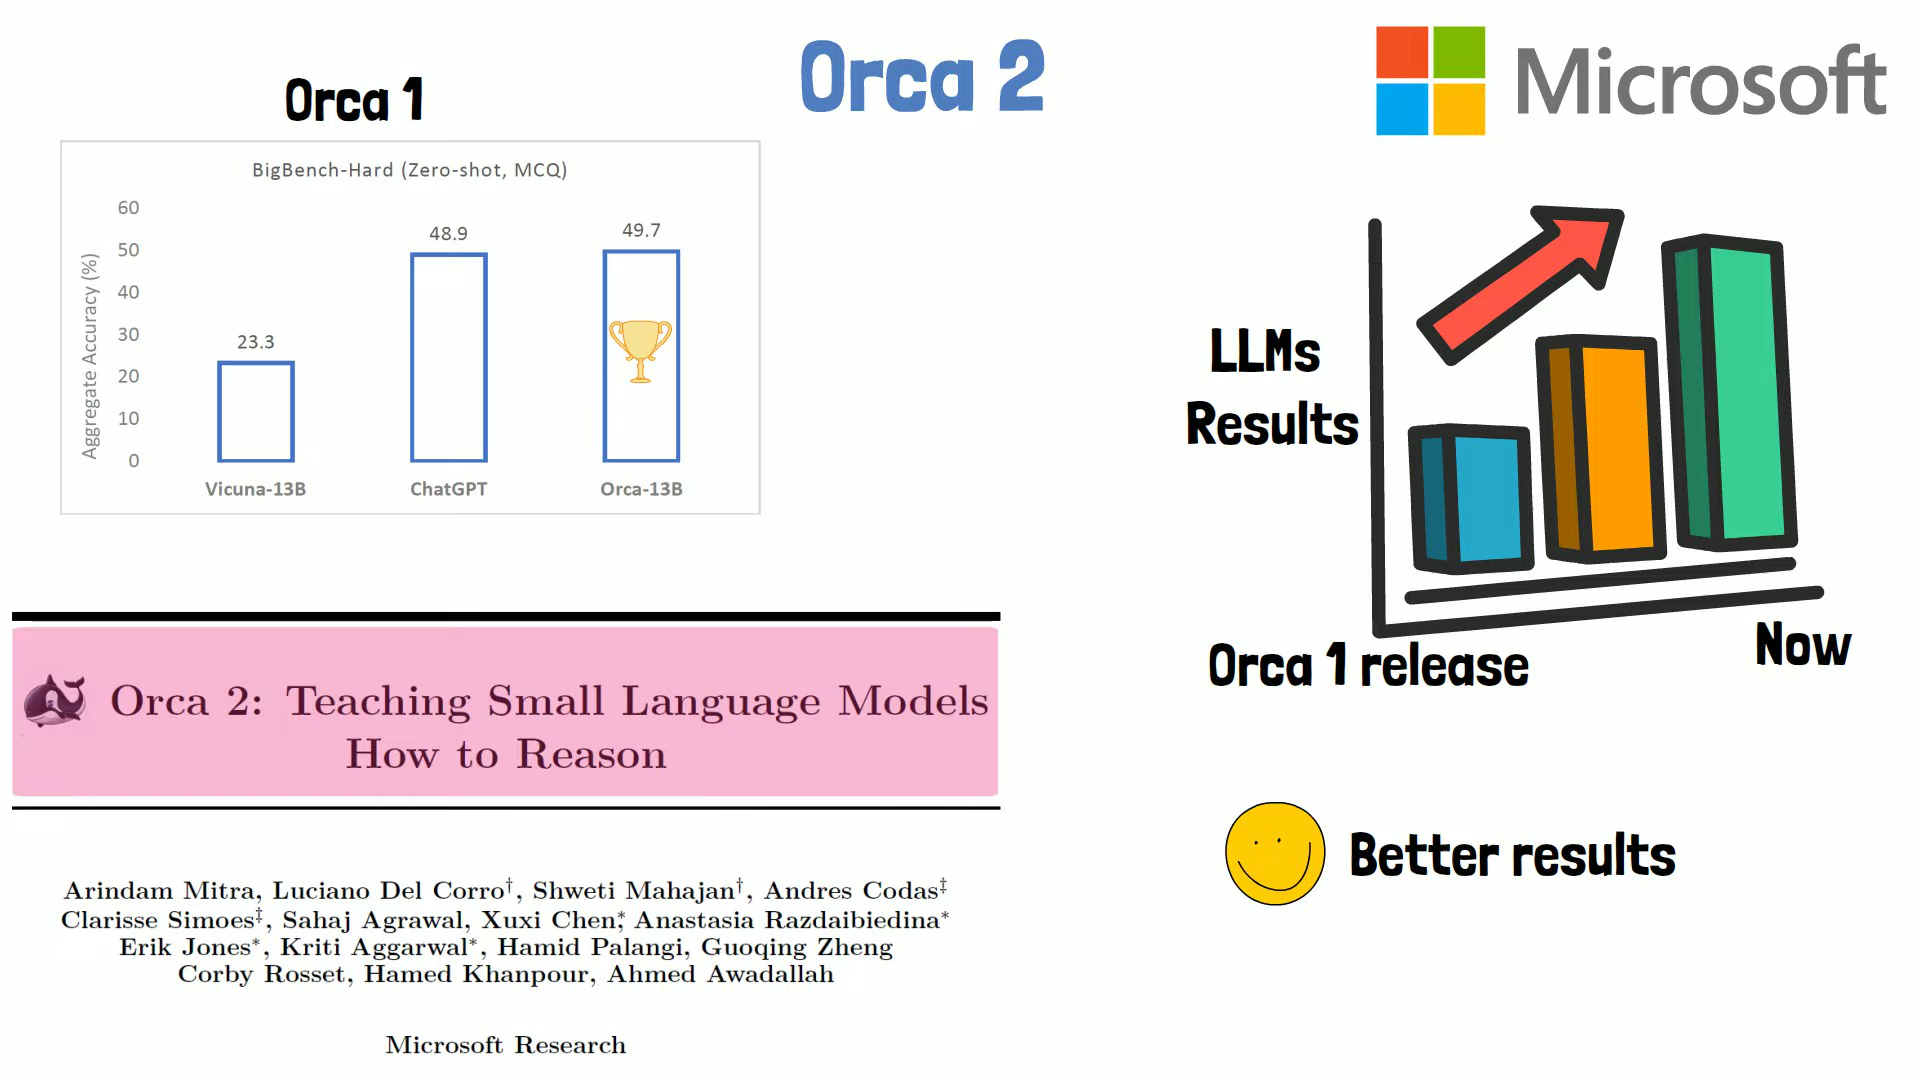 Orca 2
Microsoft
Orca 1
BigBench-Hard (Zero-shot, MCQ)
Aggregate Accuracy (%)
60
50
40
30
20
10
0
23.3
48.9
49.7
Vicuna-13B
ChatGPT
Orca-13B
LLMs
Results
Orca 1 release
Now
Orca 2: Teaching Small Language Models
How to Reason
Better results
Arindam Mitra, Luciano Del Corro†, Shweti Mahajan†, Andres Codas‡
Clarisse Simoes‡, Sahaj Agrawal, Xuxi Chen*, Anastasia Razdaibiedina*
Erik Jones*, Kriti Aggarwal*, Hamid Palangi, Guoqing Zheng
Corby Rosset, Hamed Khanpour, Ahmed Awadallah
Microsoft Research